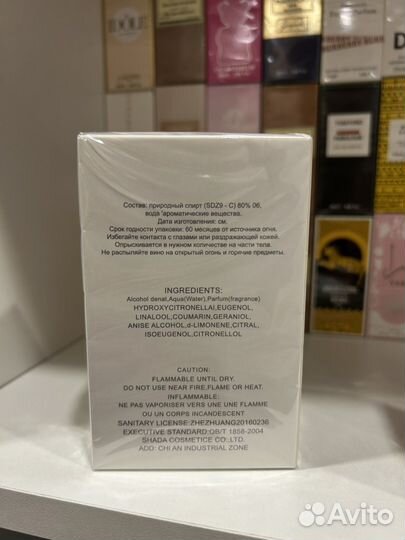 IDÔLE
Состав: природный спирт (SDZ9 - C) 80% 06,
вода 'ароматические вещества.
Дата изготовления: см.
Срок годности упаковки: 60 месяцев от источника огня.
Избегайте контакта с глазами или раздражающей кожей.
Опрыскивается в нужном количестве на части тела.
Не распыляйте вино на открытый огонь и горячие предметы.
INGREDIENTS:
Alcohol denat,Aqua(Water),Parfum(fragrance)
HYDROXYCITRONELLAI,EUGENOL,
LINALOOL,COUMARIN,GERANIOL,
ANISE ALCOHOL,d-LIMONENE,CITRAL,
ISOEUGENOL,CITRONELLOL
CAUTION:
FLAMMABLE UNTIL DRY.
DO NOT USE NEAR FIRE,FLAME OR HEAT.
INFLAMMABLE:
NE PAS VAPORISER VERS UNE UNE FLAMME
OU UN CORPS INCANDESCENT
SANITARY LICENSE:ZHEZHUANG20160236
EXECUTIVE STANDARD:QB/T 1858-2004
SHADA COSMETICE CO.,LTD.
ADD: CHI AN INDUSTRIAL ZONE
Avito